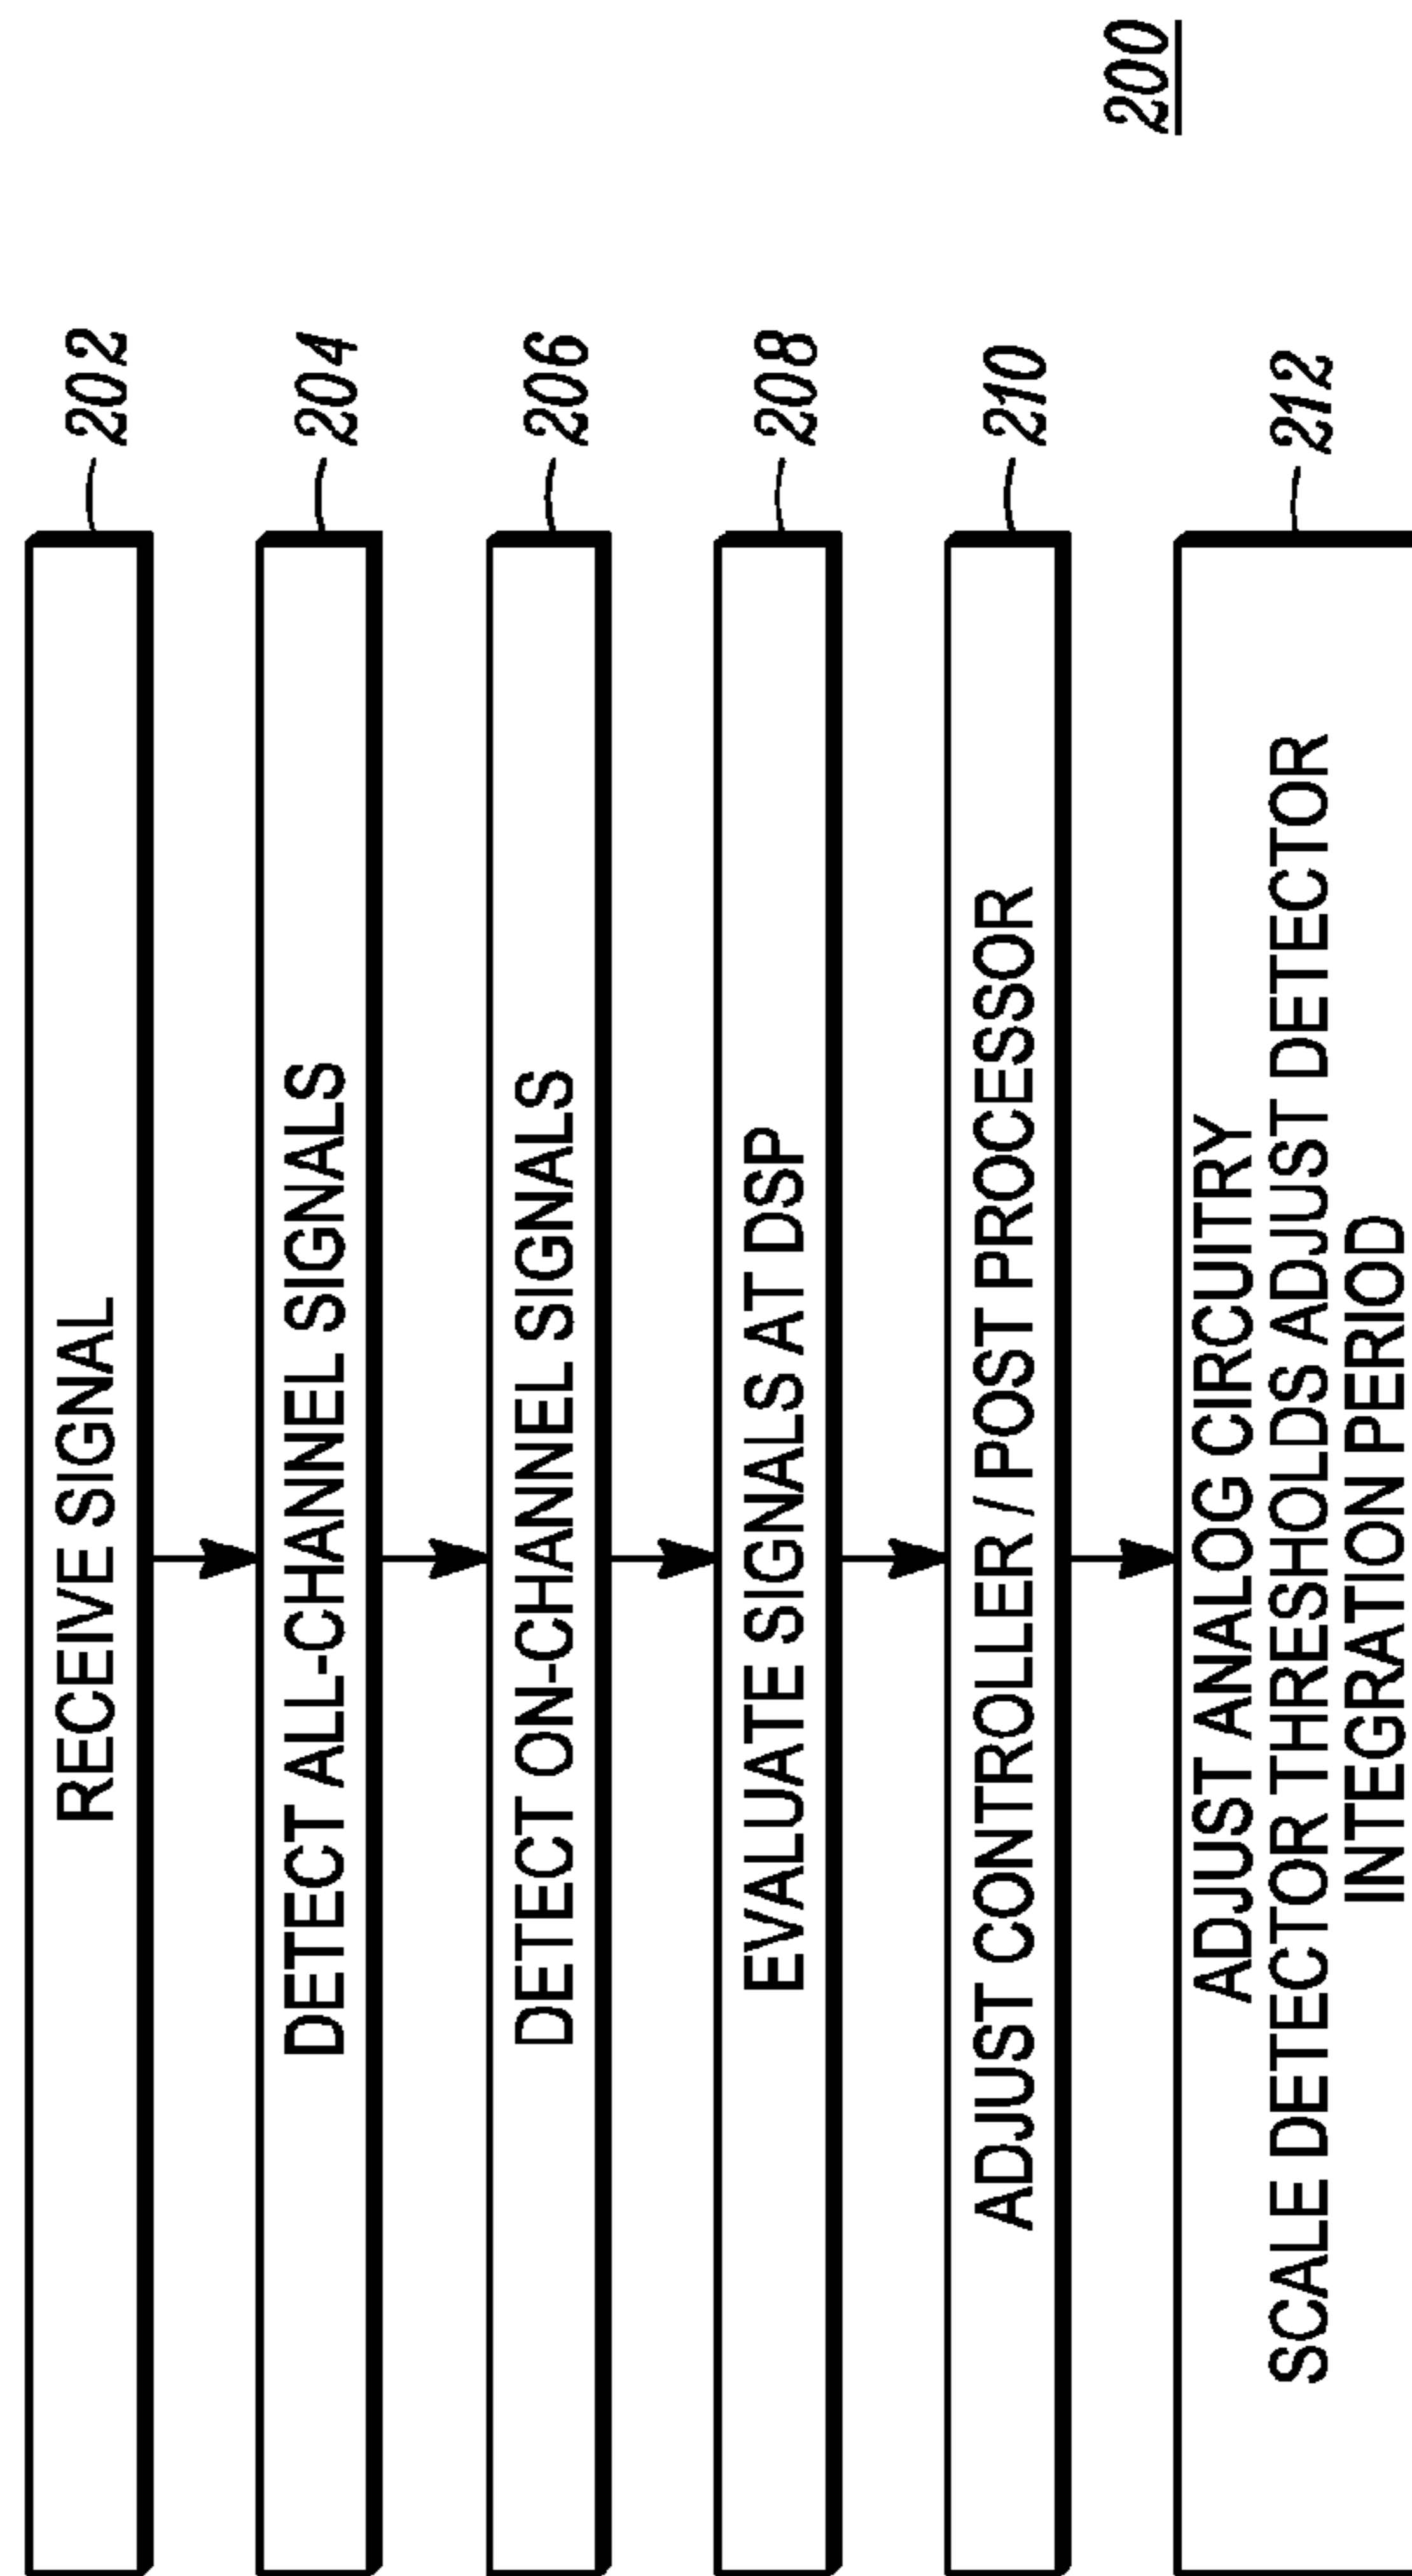 RECEIVE SIGNAL
202
DETECT ALL-CHANNEL SIGNALS
204
DETECT ON-CHANNEL SIGNALS
206
EVALUATE SIGNALS AT DSP
208
ADJUST CONTROLLER / POST PROCESSOR
210
ADJUST ANALOG CIRCUITRY
SCALE DETECTOR THRESHOLDS ADJUST DETECTOR
INTEGRATION PERIOD
212
200